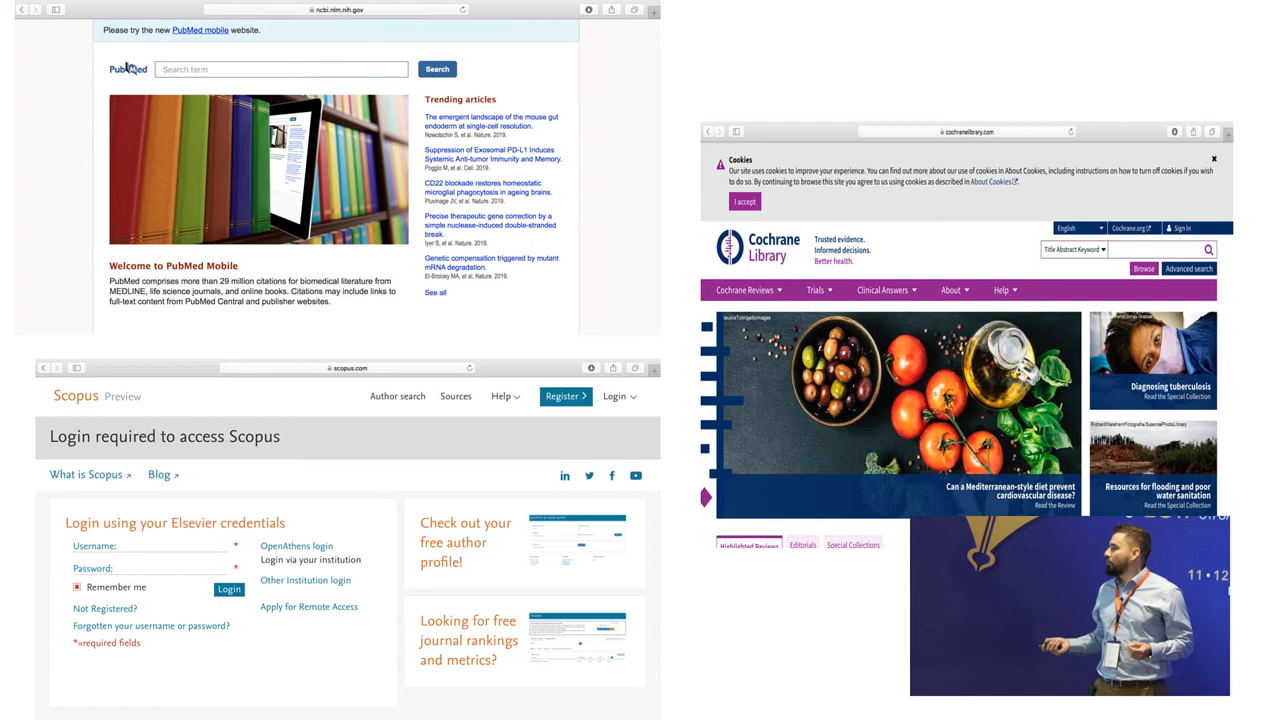 ncbi.nlm.nih.gov
Please try the new PubMed mobile website.
PubMed
Search term
Search
Trending articles
The emergent landscape of the mouse gut
endoderm at single-cell resolution.
Nowotschin S, et al. Nature. 2019.
Suppression of Exosomal PD-L1 Induces
Systemic Anti-tumor Immunity and Memory.
Poggio M, et al. Cell. 2019.
CD22 blockade restores homeostatic
microglial phagocytosis in ageing brains.
Pluvinage JV, et al. Nature. 2019.
Precise therapeutic gene correction by a
simple nuclease-induced double-stranded
break.
Iyer S, et al. Nature. 2019.
Genetic compensation triggered by mutant
mRNA degradation.
El-Brolosy MA, et al. Nature. 2019.
See all
Welcome to PubMed Mobile
PubMed comprises more than 29 million citations for biomedical literature from
MEDLINE, life science journals, and online books. Citations may include links to
full-text content from PubMed Central and publisher websites.
scopus.com
Scopus Preview
Author search
Sources
Help
Register
Login
Login required to access Scopus
What is Scopus
Blog
Login using your Elsevier credentials
Username: *
Password: *
Remember me
Login
Not Registered?
Forgotten your username or password?
*=required fields
OpenAthens login
Login via your institution
Other Institution login
Apply for Remote Access
Check out your
free author
profile!
Looking for free
journal rankings
and metrics?
cochranelibrary.com
Cookies
Our site uses cookies to improve your experience. You can find out more about our use of cookies in About Cookies, including instructions on how to turn off cookies if you wish
to do so. By continuing to browse this site you agree to us using cookies as described in About Cookies.
I accept
English
Cochrane.org
Sign In
Cochrane
Library
Trusted evidence.
Informed decisions.
Better health.
Title Abstract Keyword
Browse
Advanced search
Cochrane Reviews
Trials
Clinical Answers
About
Help
Can a Mediterranean-style diet prevent
cardiovascular disease?
Read the Review
Diagnosing tuberculosis
Read the Special Collection
Resources for flooding and poor
water sanitation
Read the Special Collection
Highlighted Reviews
Editorials
Special Collections
11 • 12